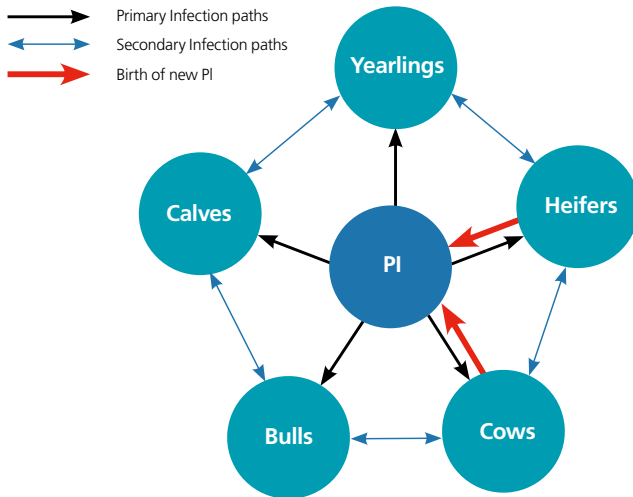 Primary Infection paths
Secondary Infection paths
Birth of new PI
Yearlings
Calves
Heifers
PI
Bulls
Cows